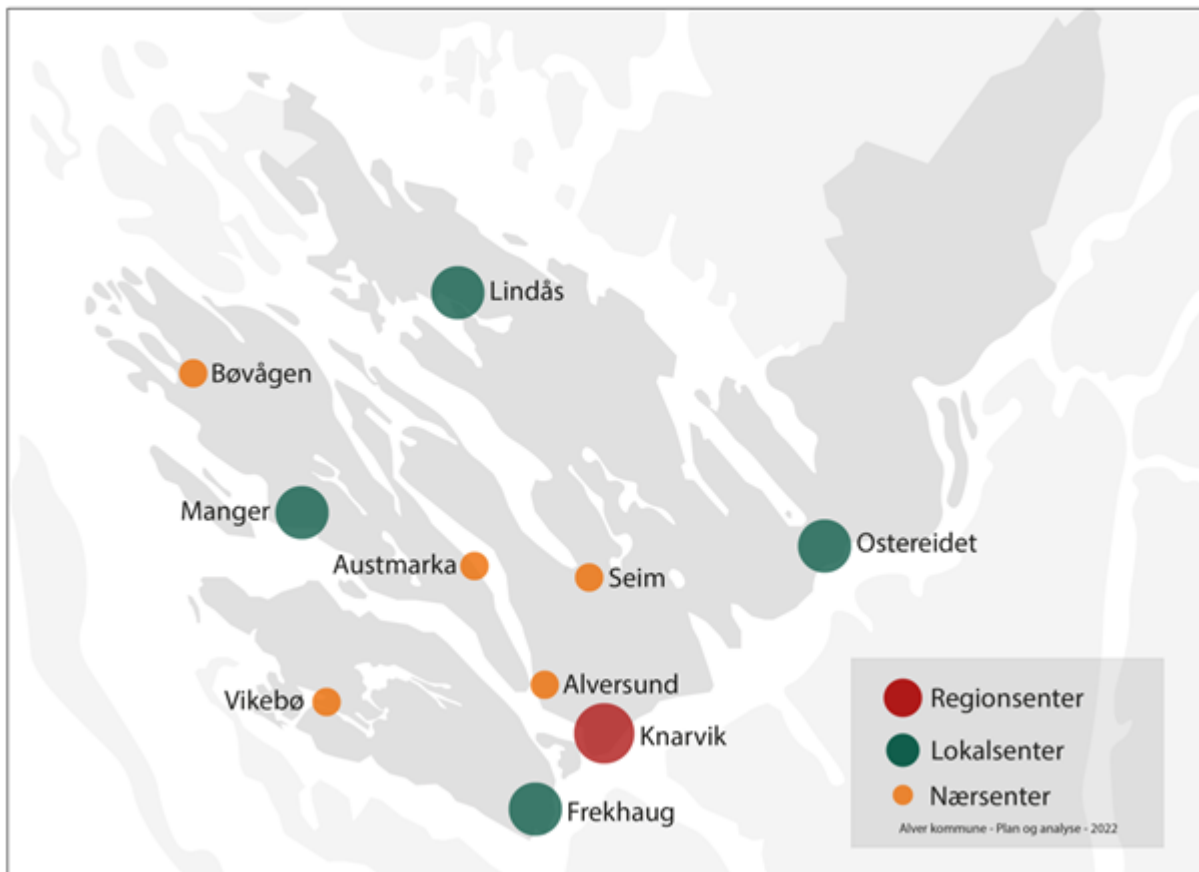 Lindås
Bøvågen
Manger
Ostereidet
Austmarka
Seim
Alversund
Vikebø
Knarvik
Frekhaug
Regionsenter
Lokalsenter
Nærsenter
Alver kommune - Plan og analyse - 2022